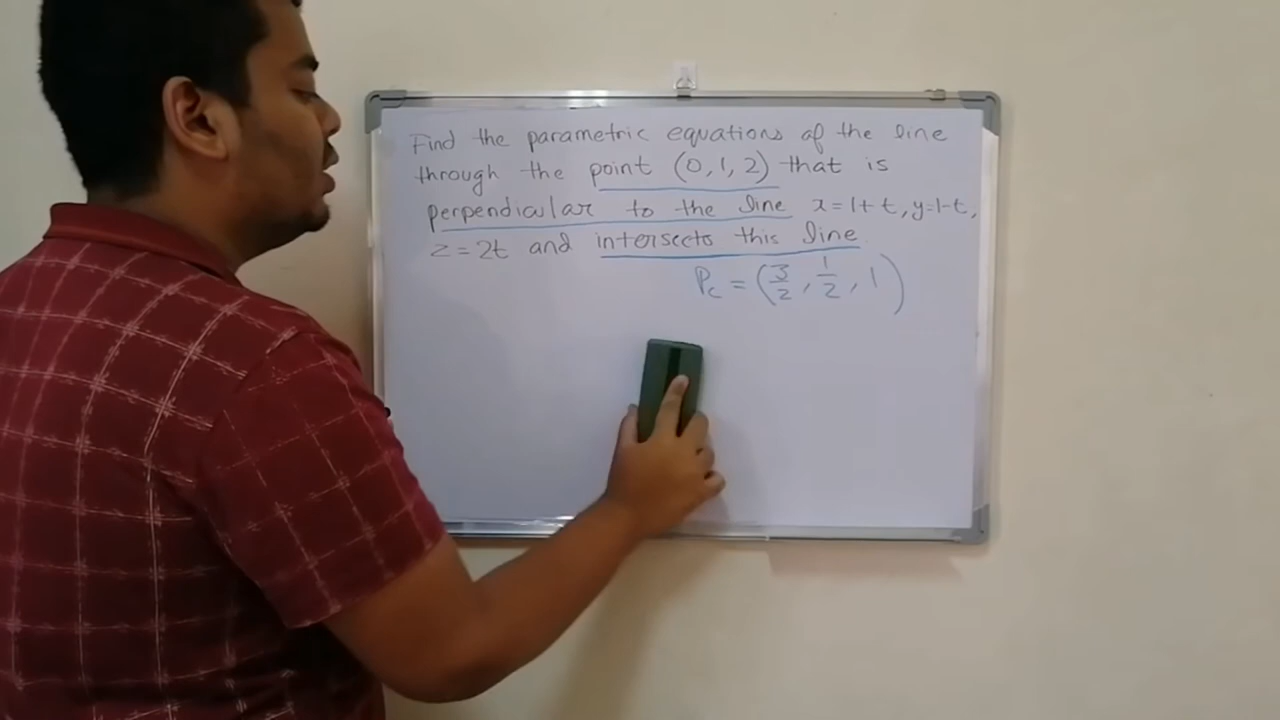 Find the parametric equations of the line
through the point (0,1,2) that is
perpendicular to the line x=1+t, y=1-t,
z=2t and intersects this line
Pc = (3/2, 1/2, 1)